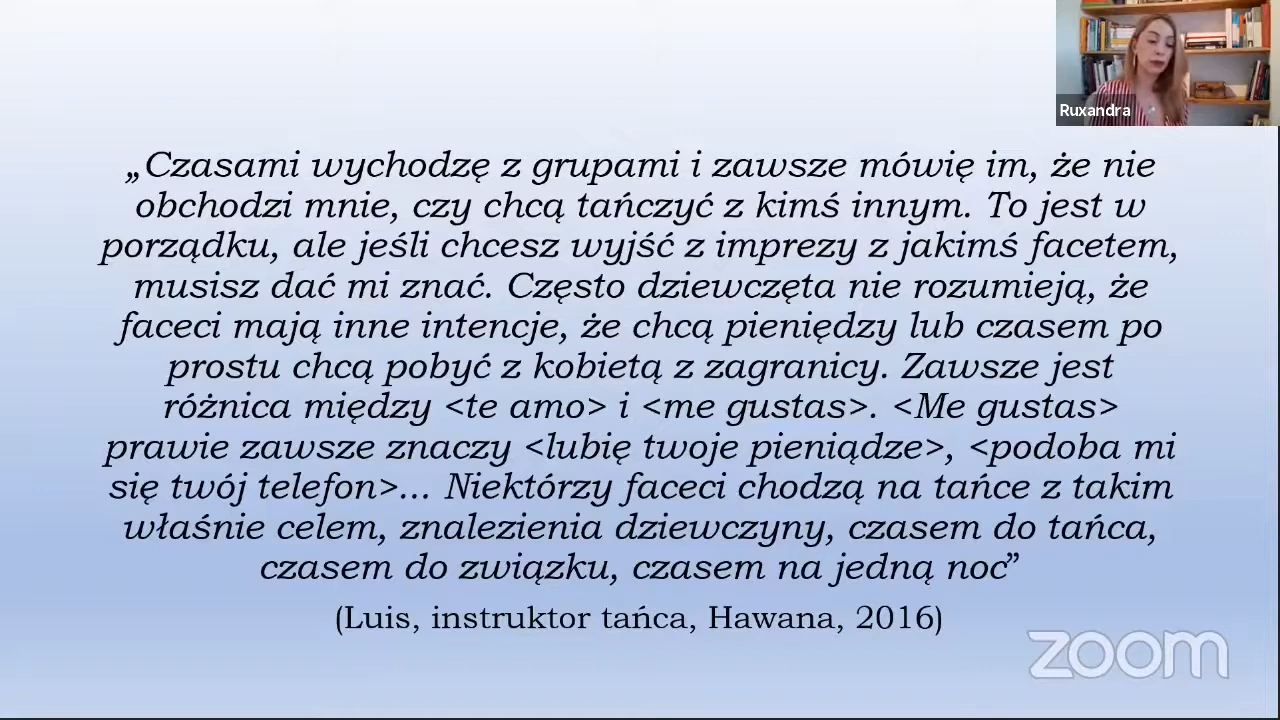 Ruxandra
„Czasami wychodzę z grupami i zawsze mówię im, że nie
obchodzi mnie, czy chcą tańczyć z kimś innym. To jest w
porządku, ale jeśli chcesz wyjść z imprezy z jakimś facetem,
musisz dać mi znać. Często dziewczęta nie rozumieją, że
faceci mają inne intencje, że chcą pieniędzy lub czasem po
prostu chcą pobyć z kobietą z zagranicy. Zawsze jest
różnica między <te amo> i <me gustas>. <Me gustas>
prawie zawsze znaczy <lubię twoje pieniądze>, <podoba mi
się twój telefon>... Niektórzy faceci chodzą na tańce z takim
właśnie celem, znalezienia dziewczyny, czasem do tańca,
czasem do związku, czasem na jedną noc”
(Luis, instruktor tańca, Hawana, 2016)
zoom